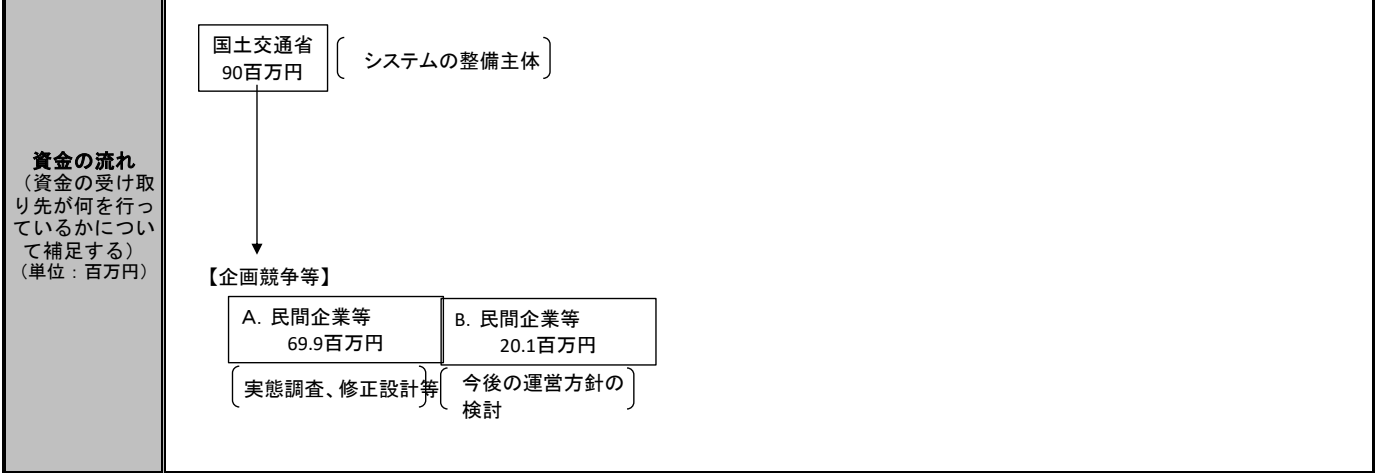 資金の流れ
（資金の受け取
り先が何を行っ
ているかについ
て補足する）
（単位：百万円）
国土交通省
90百万円
システムの整備主体
【企画競争等】
A. 民間企業等
69.9百万円
B. 民間企業等
20.1百万円
実態調査、修正設計等
今後の運営方針の
検討